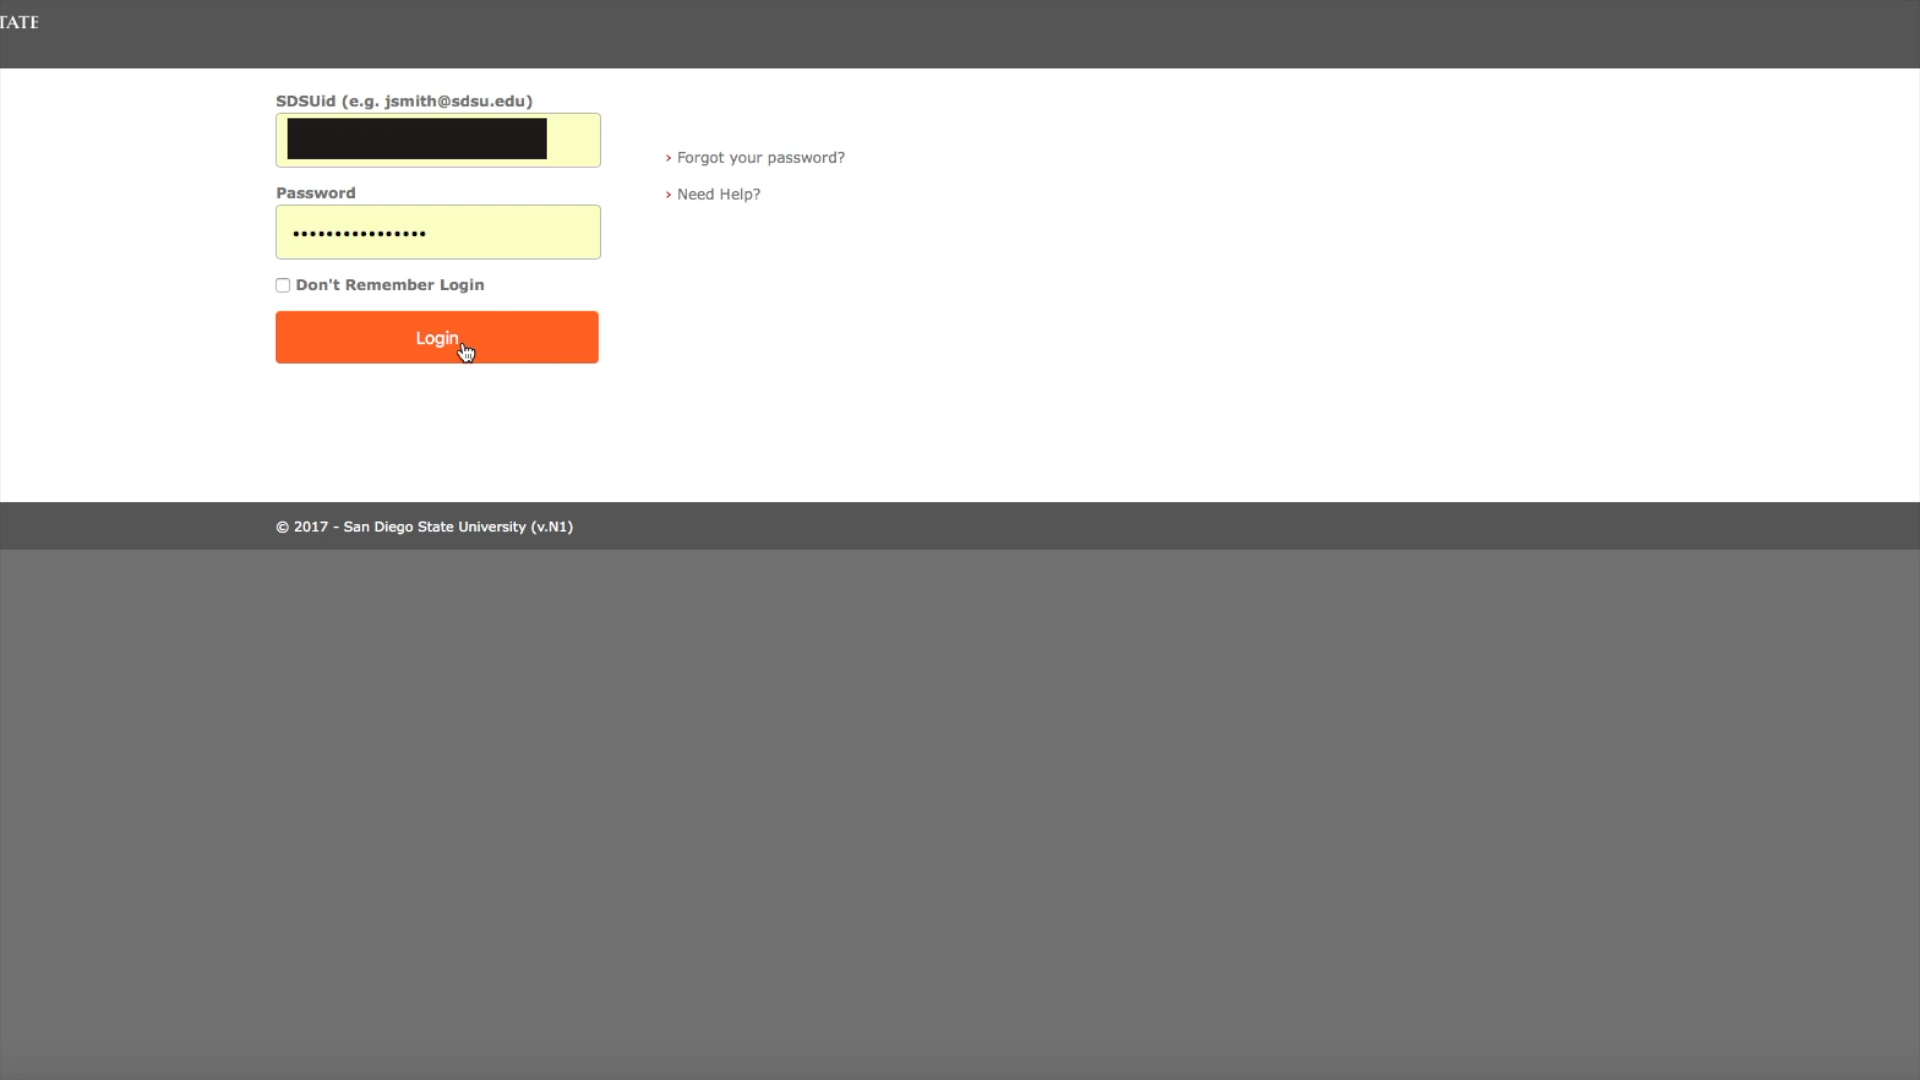 TATE
SDSUid (e.g. jsmith@sdsu.edu)
› Forgot your password?
Password
› Need Help?
••••••••••••••••
Don't Remember Login
Login
© 2017 - San Diego State University (v.N1)